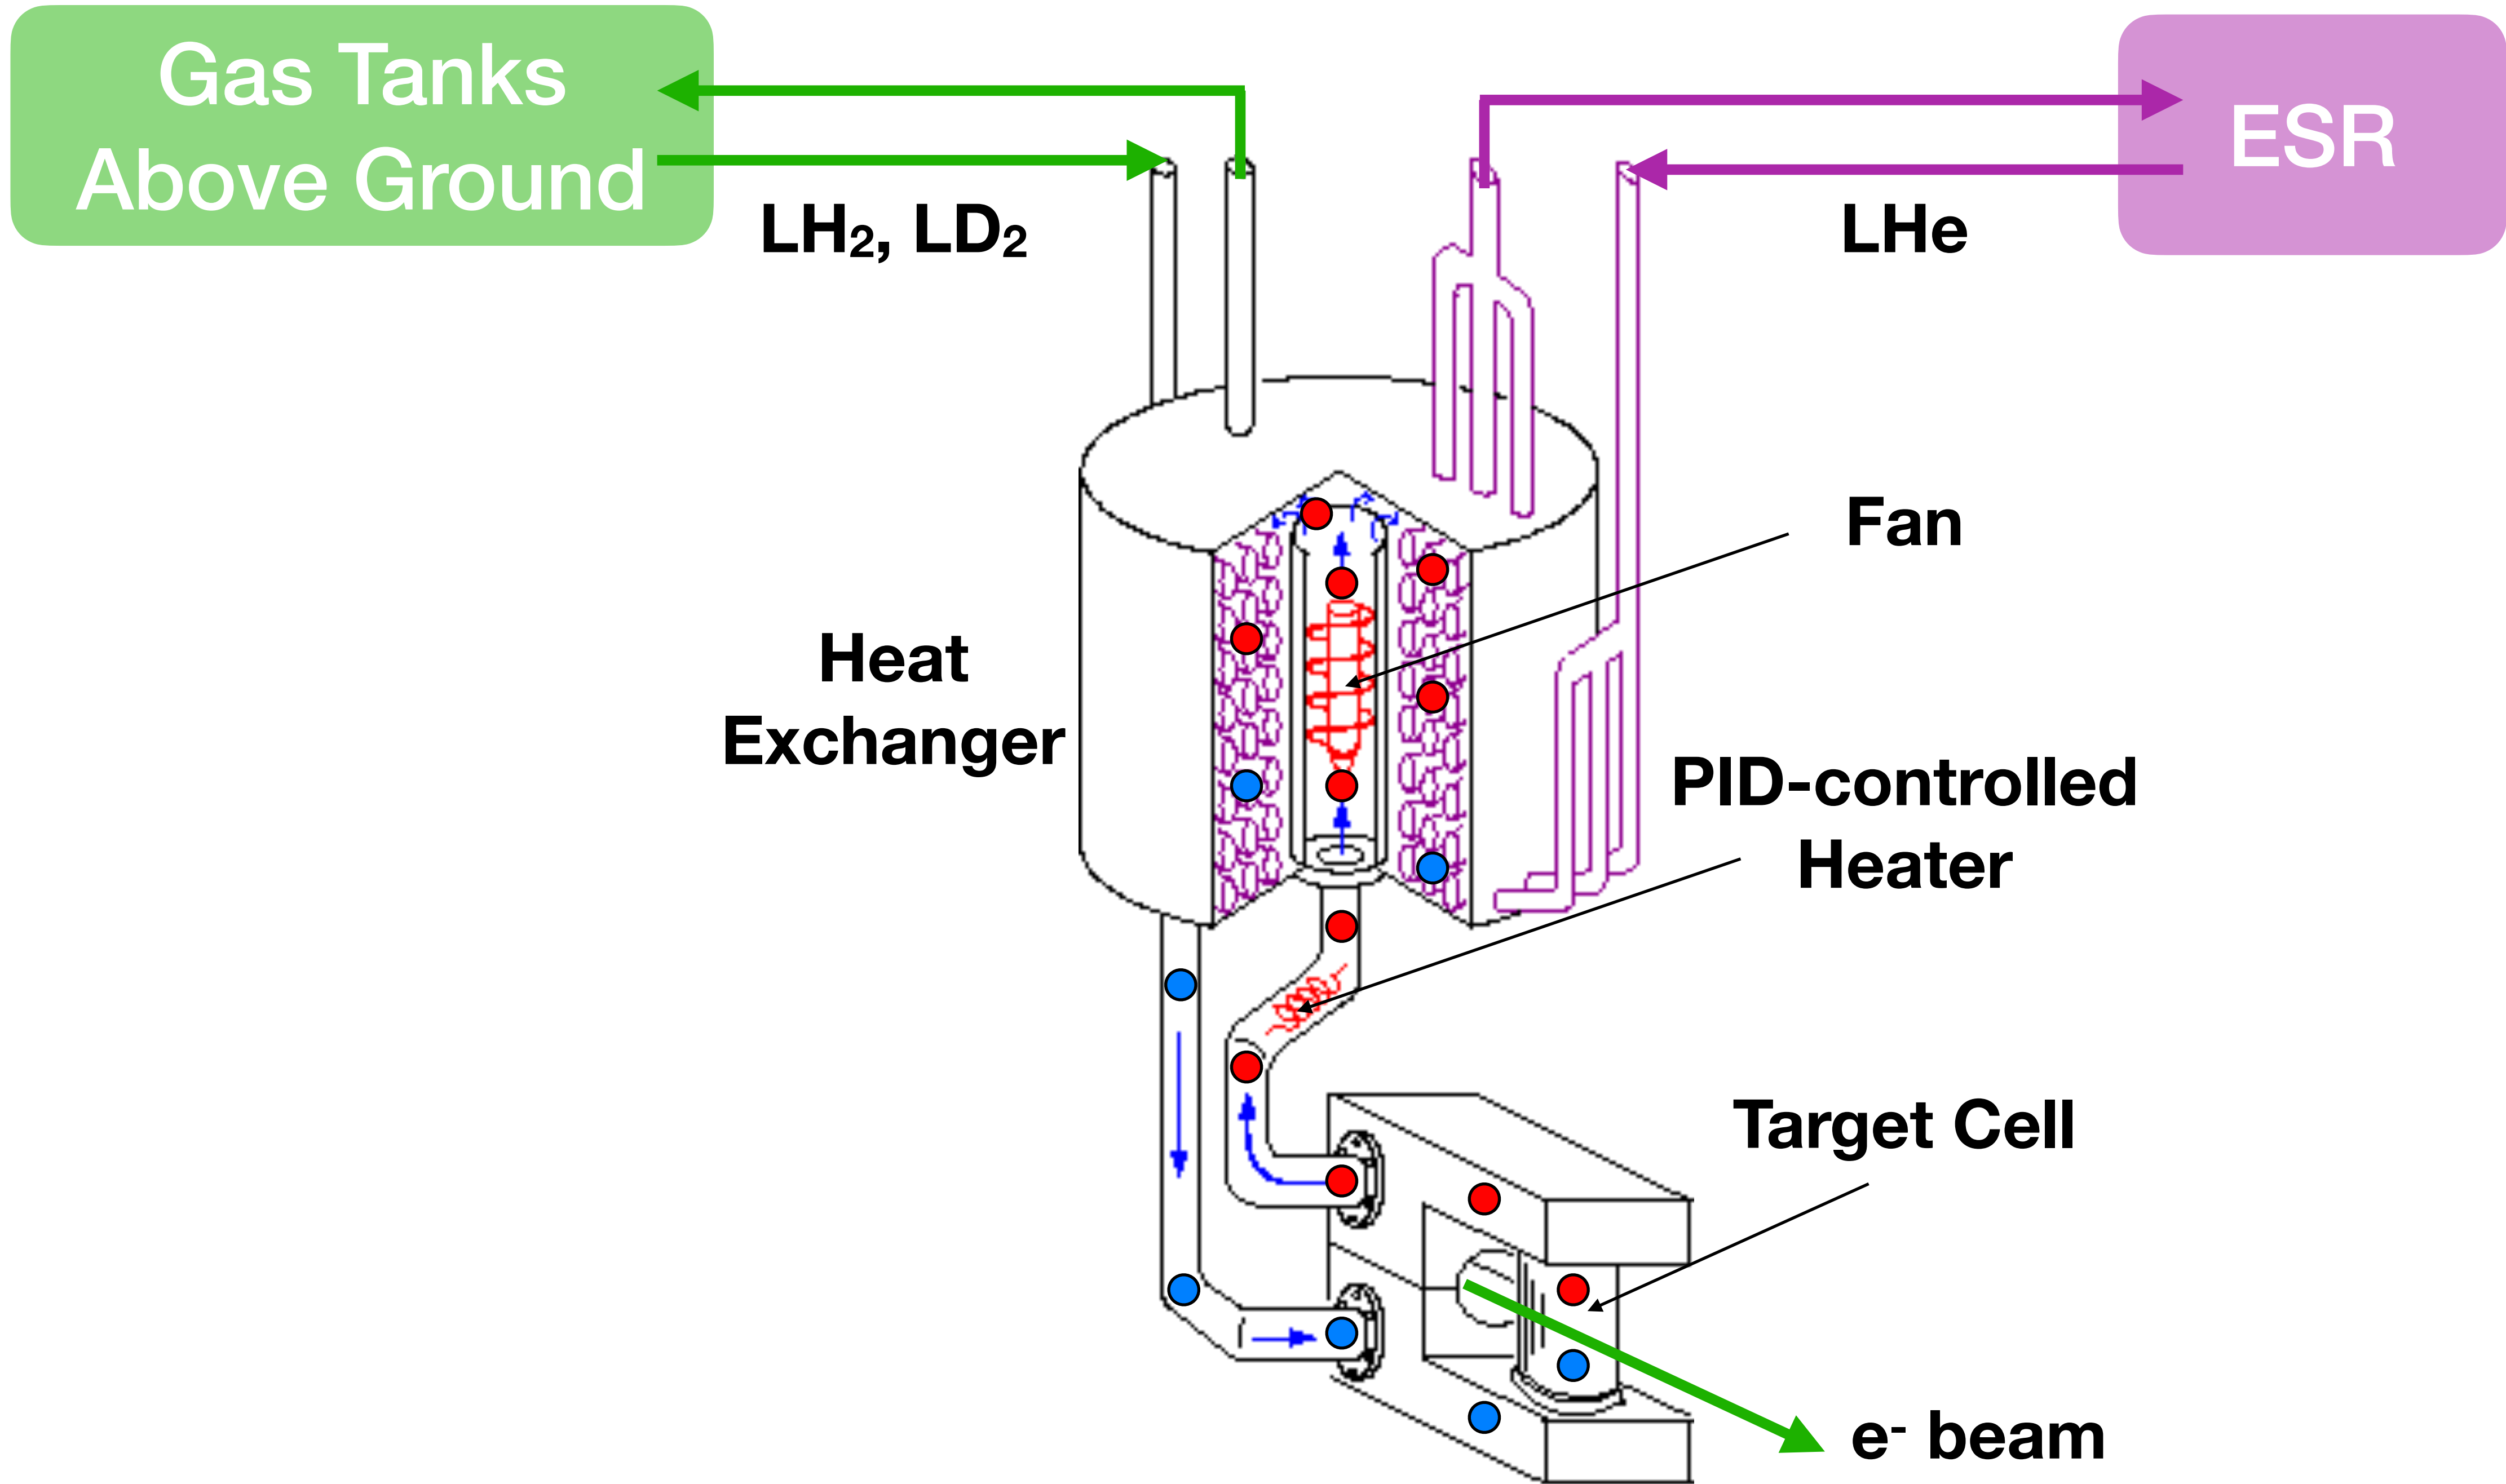 Gas Tanks
Above Ground
ESR
LH₂, LD₂
LHe
Fan
Heat
Exchanger
PID-controlled
Heater
Target Cell
e⁻ beam